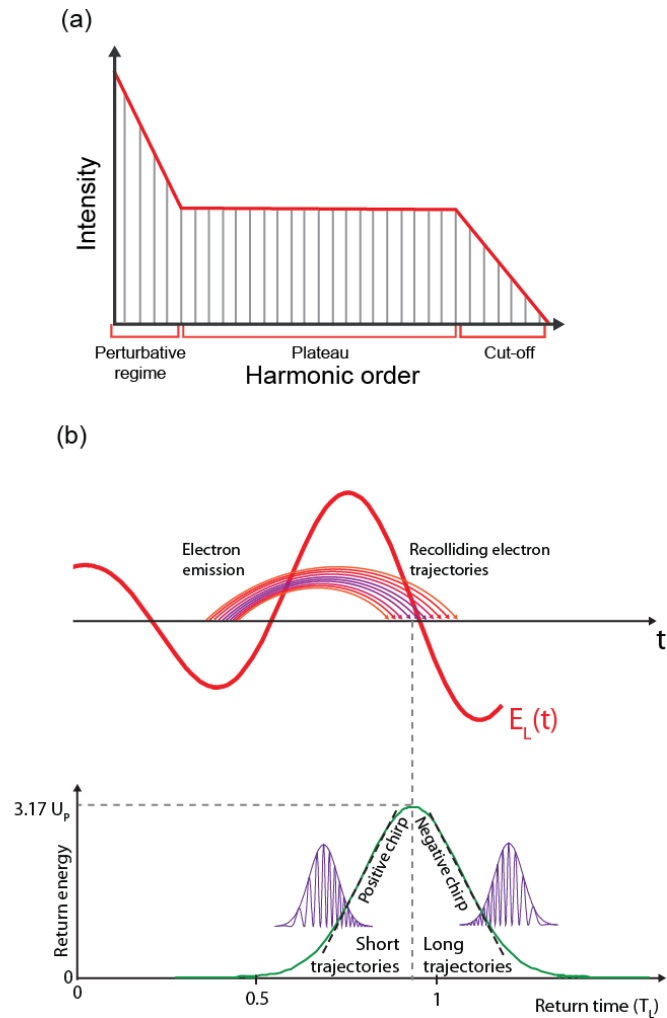 (a)
Intensity
Perturbative
regime
Plateau
Cut-off
Harmonic order
(b)
Electron
emission
Recolliding electron
trajectories
t
E_L(t)
3.17 U_P
Return energy
Positive chirp
Negative chirp
Short
trajectories
Long
trajectories
0
0.5
1
Return time (T_L)